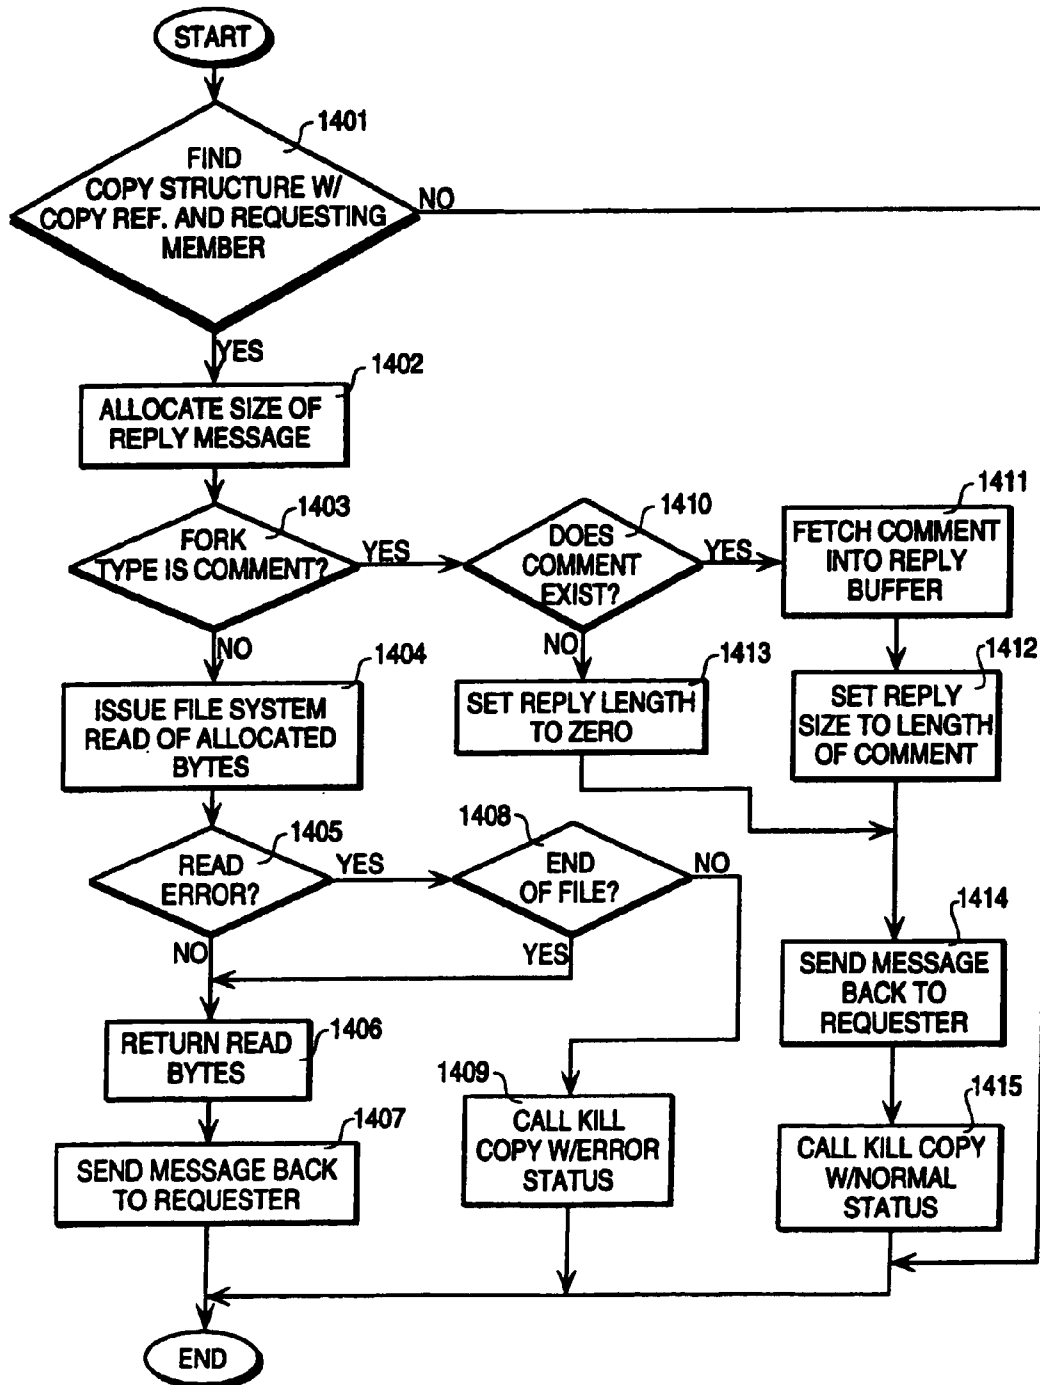 START
1401
FIND
COPY STRUCTURE W/
COPY REF. AND REQUESTING
MEMBER
NO
YES
1402
ALLOCATE SIZE OF
REPLY MESSAGE
1403
FORK
TYPE IS COMMENT?
YES
NO
1410
DOES
COMMENT
EXIST?
YES
NO
1411
FETCH COMMENT
INTO REPLY
BUFFER
1404
ISSUE FILE SYSTEM
READ OF ALLOCATED
BYTES
1413
SET REPLY LENGTH
TO ZERO
1412
SET REPLY
SIZE TO LENGTH
OF COMMENT
1405
READ
ERROR?
YES
NO
1408
END
OF FILE?
NO
YES
1414
SEND MESSAGE
BACK TO
REQUESTER
1406
RETURN READ
BYTES
1409
CALL KILL
COPY W/ERROR
STATUS
1415
CALL KILL COPY
W/NORMAL
STATUS
1407
SEND MESSAGE BACK
TO REQUESTER
END